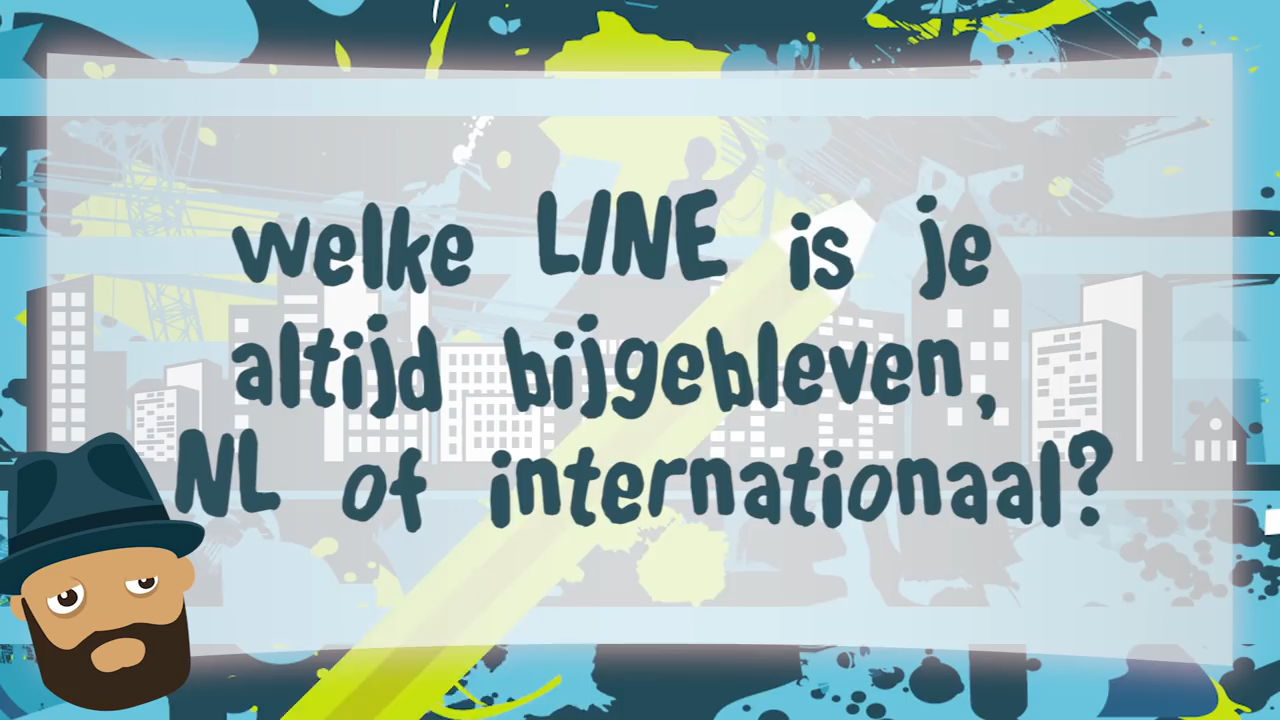 welke LINE is je
altijd bijgebleven,
NL of internationaal?